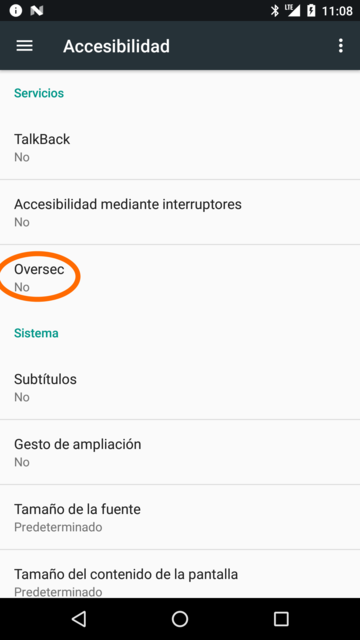 LTE 11:08
Accesibilidad
Servicios
TalkBack
No
Accesibilidad mediante interruptores
No
Oversec
No
Sistema
Subtítulos
No
Gesto de ampliación
No
Tamaño de la fuente
Predeterminado
Tamaño del contenido de la pantalla
Predeterminado